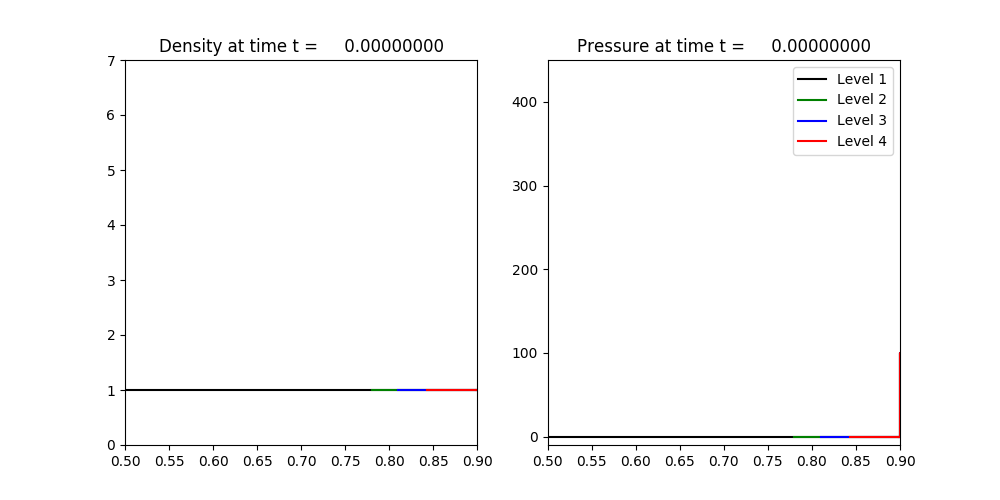 Density at time t =     0.00000000
7
6
5
4
3
2
1
0
0.50 0.55 0.60 0.65 0.70 0.75 0.80 0.85 0.90
Pressure at time t =     0.00000000
Level 1
Level 2
Level 3
Level 4
400
300
200
100
0
0.50 0.55 0.60 0.65 0.70 0.75 0.80 0.85 0.90